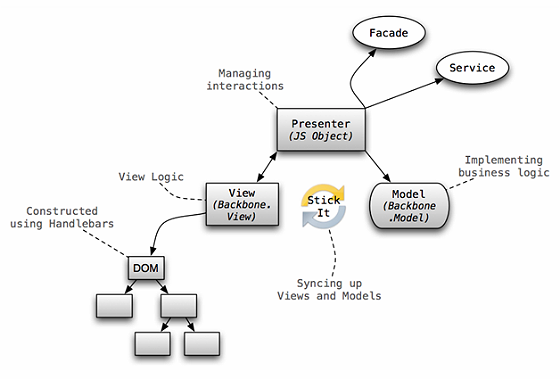 Facade
Service
Managing
interactions
Presenter
(JS Object)
Implementing
business logic
View Logic
View
(Backbone.
View)
Stick
It
Model
(Backbone
.Model)
Constructed
using Handlebars
DOM
Syncing up
Views and Models